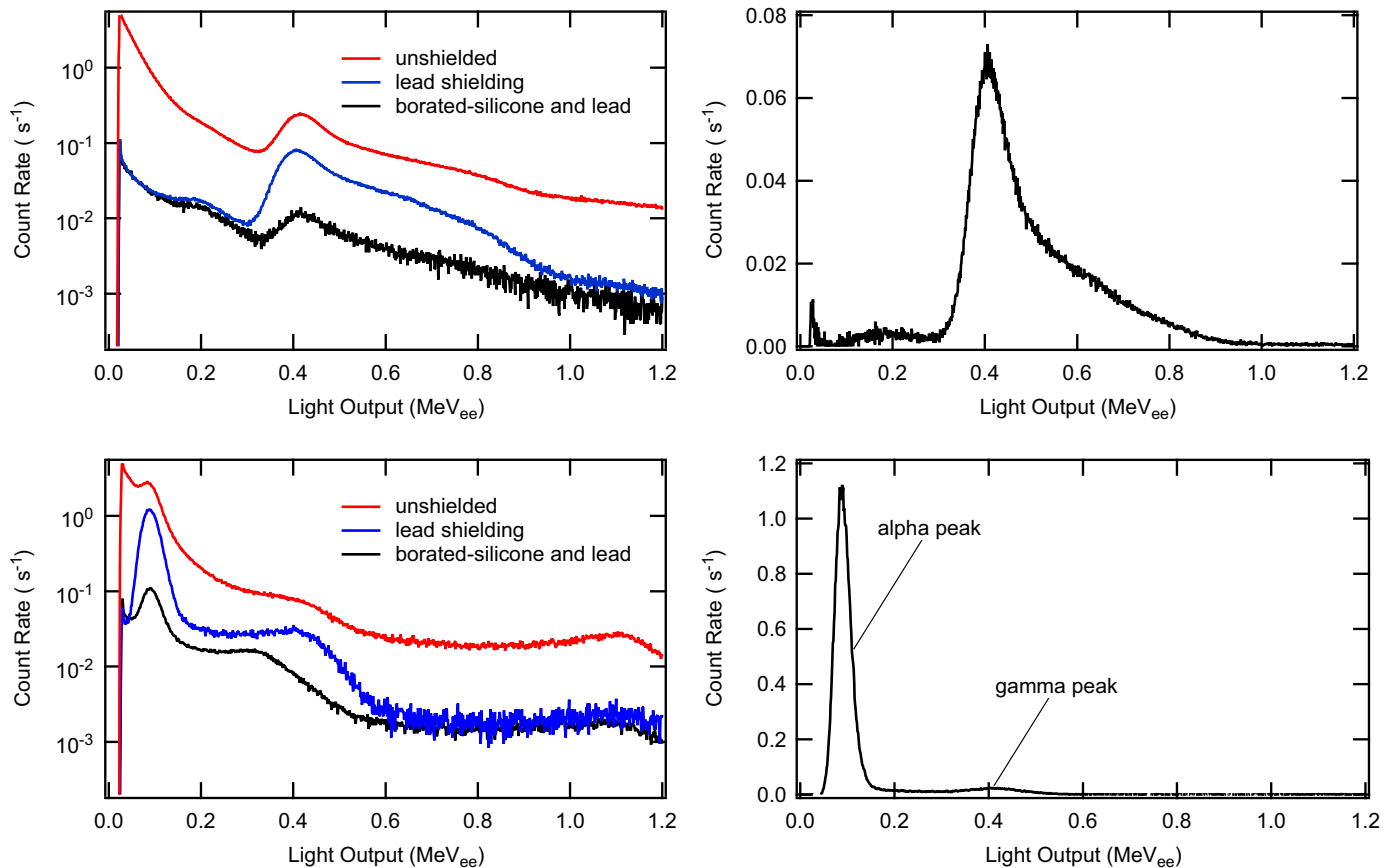 10⁰
10⁻¹
10⁻²
10⁻³
Count Rate ( s⁻¹)
unshielded
lead shielding
borated-silicone and lead
0.0 0.2 0.4 0.6 0.8 1.0 1.2
Light Output (MeVₑₑ)
0.08
0.06
0.04
0.02
0.00
Count Rate ( s⁻¹)
0.0 0.2 0.4 0.6 0.8 1.0 1.2
Light Output (MeVₑₑ)
10⁰
10⁻¹
10⁻²
10⁻³
Count Rate ( s⁻¹)
unshielded
lead shielding
borated-silicone and lead
0.0 0.2 0.4 0.6 0.8 1.0 1.2
Light Output (MeVₑₑ)
1.2
1.0
0.8
0.6
0.4
0.2
0.0
Count Rate ( s⁻¹)
alpha peak
gamma peak
0.0 0.2 0.4 0.6 0.8 1.0 1.2
Light Output (MeVₑₑ)